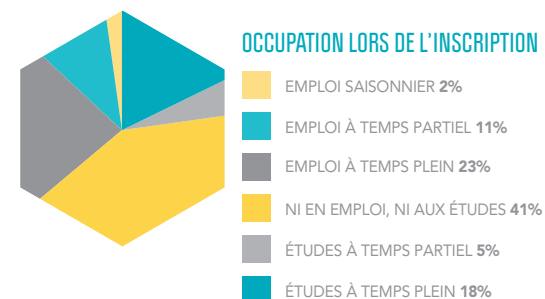 OCCUPATION LORS DE L'INSCRIPTION
EMPLOI SAISONNIER 2%
EMPLOI À TEMPS PARTIEL 11%
EMPLOI À TEMPS PLEIN 23%
NI EN EMPLOI, NI AUX ÉTUDES 41%
ÉTUDES À TEMPS PARTIEL 5%
ÉTUDES À TEMPS PLEIN 18%